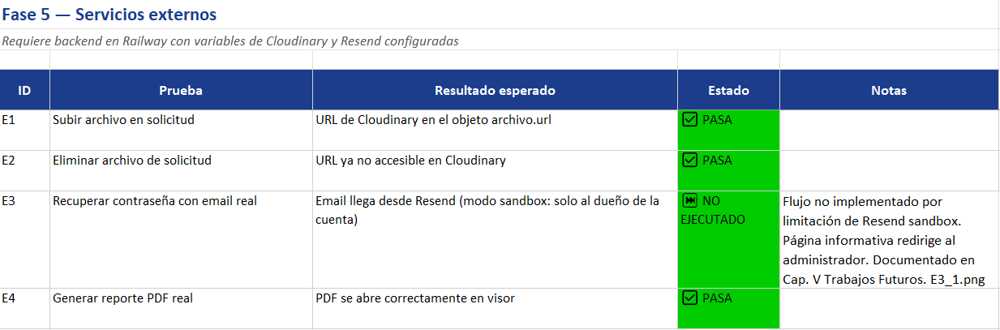 Fase 5 — Servicios externos
Requiere backend en Railway con variables de Cloudinary y Resend configuradas
ID Prueba Resultado esperado Estado Notas
E1 Subir archivo en solicitud URL de Cloudinary en el objeto archivo.url ☑ PASA
E2 Eliminar archivo de solicitud URL ya no accesible en Cloudinary ☑ PASA
E3 Recuperar contraseña con email real Email llega desde Resend (modo sandbox: solo al dueño de la cuenta) ⏭ NO EJECUTADO
Flujo no implementado por
limitación de Resend sandbox.
Página informativa redirige al
administrador. Documentado en
Cap. V Trabajos Futuros. E3_1.png
E4 Generar reporte PDF real PDF se abre correctamente en visor ☑ PASA